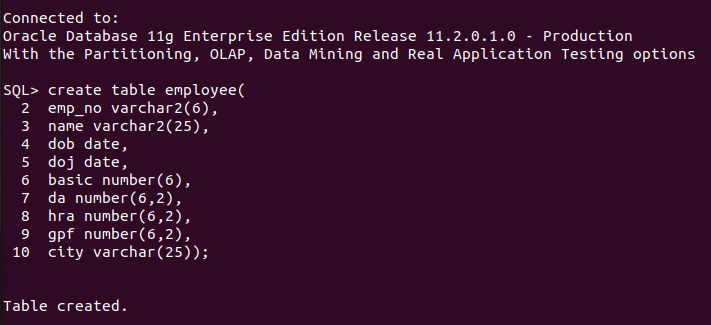 Connected to:
Oracle Database 11g Enterprise Edition Release 11.2.0.1.0 - Production
With the Partitioning, OLAP, Data Mining and Real Application Testing options
SQL> create table employee(
2 emp_no varchar2(6),
3 name varchar2(25),
4 dob date,
5 doj date,
6 basic number(6),
7 da number(6,2),
8 hra number(6,2),
9 gpf number(6,2),
10 city varchar(25));
Table created.